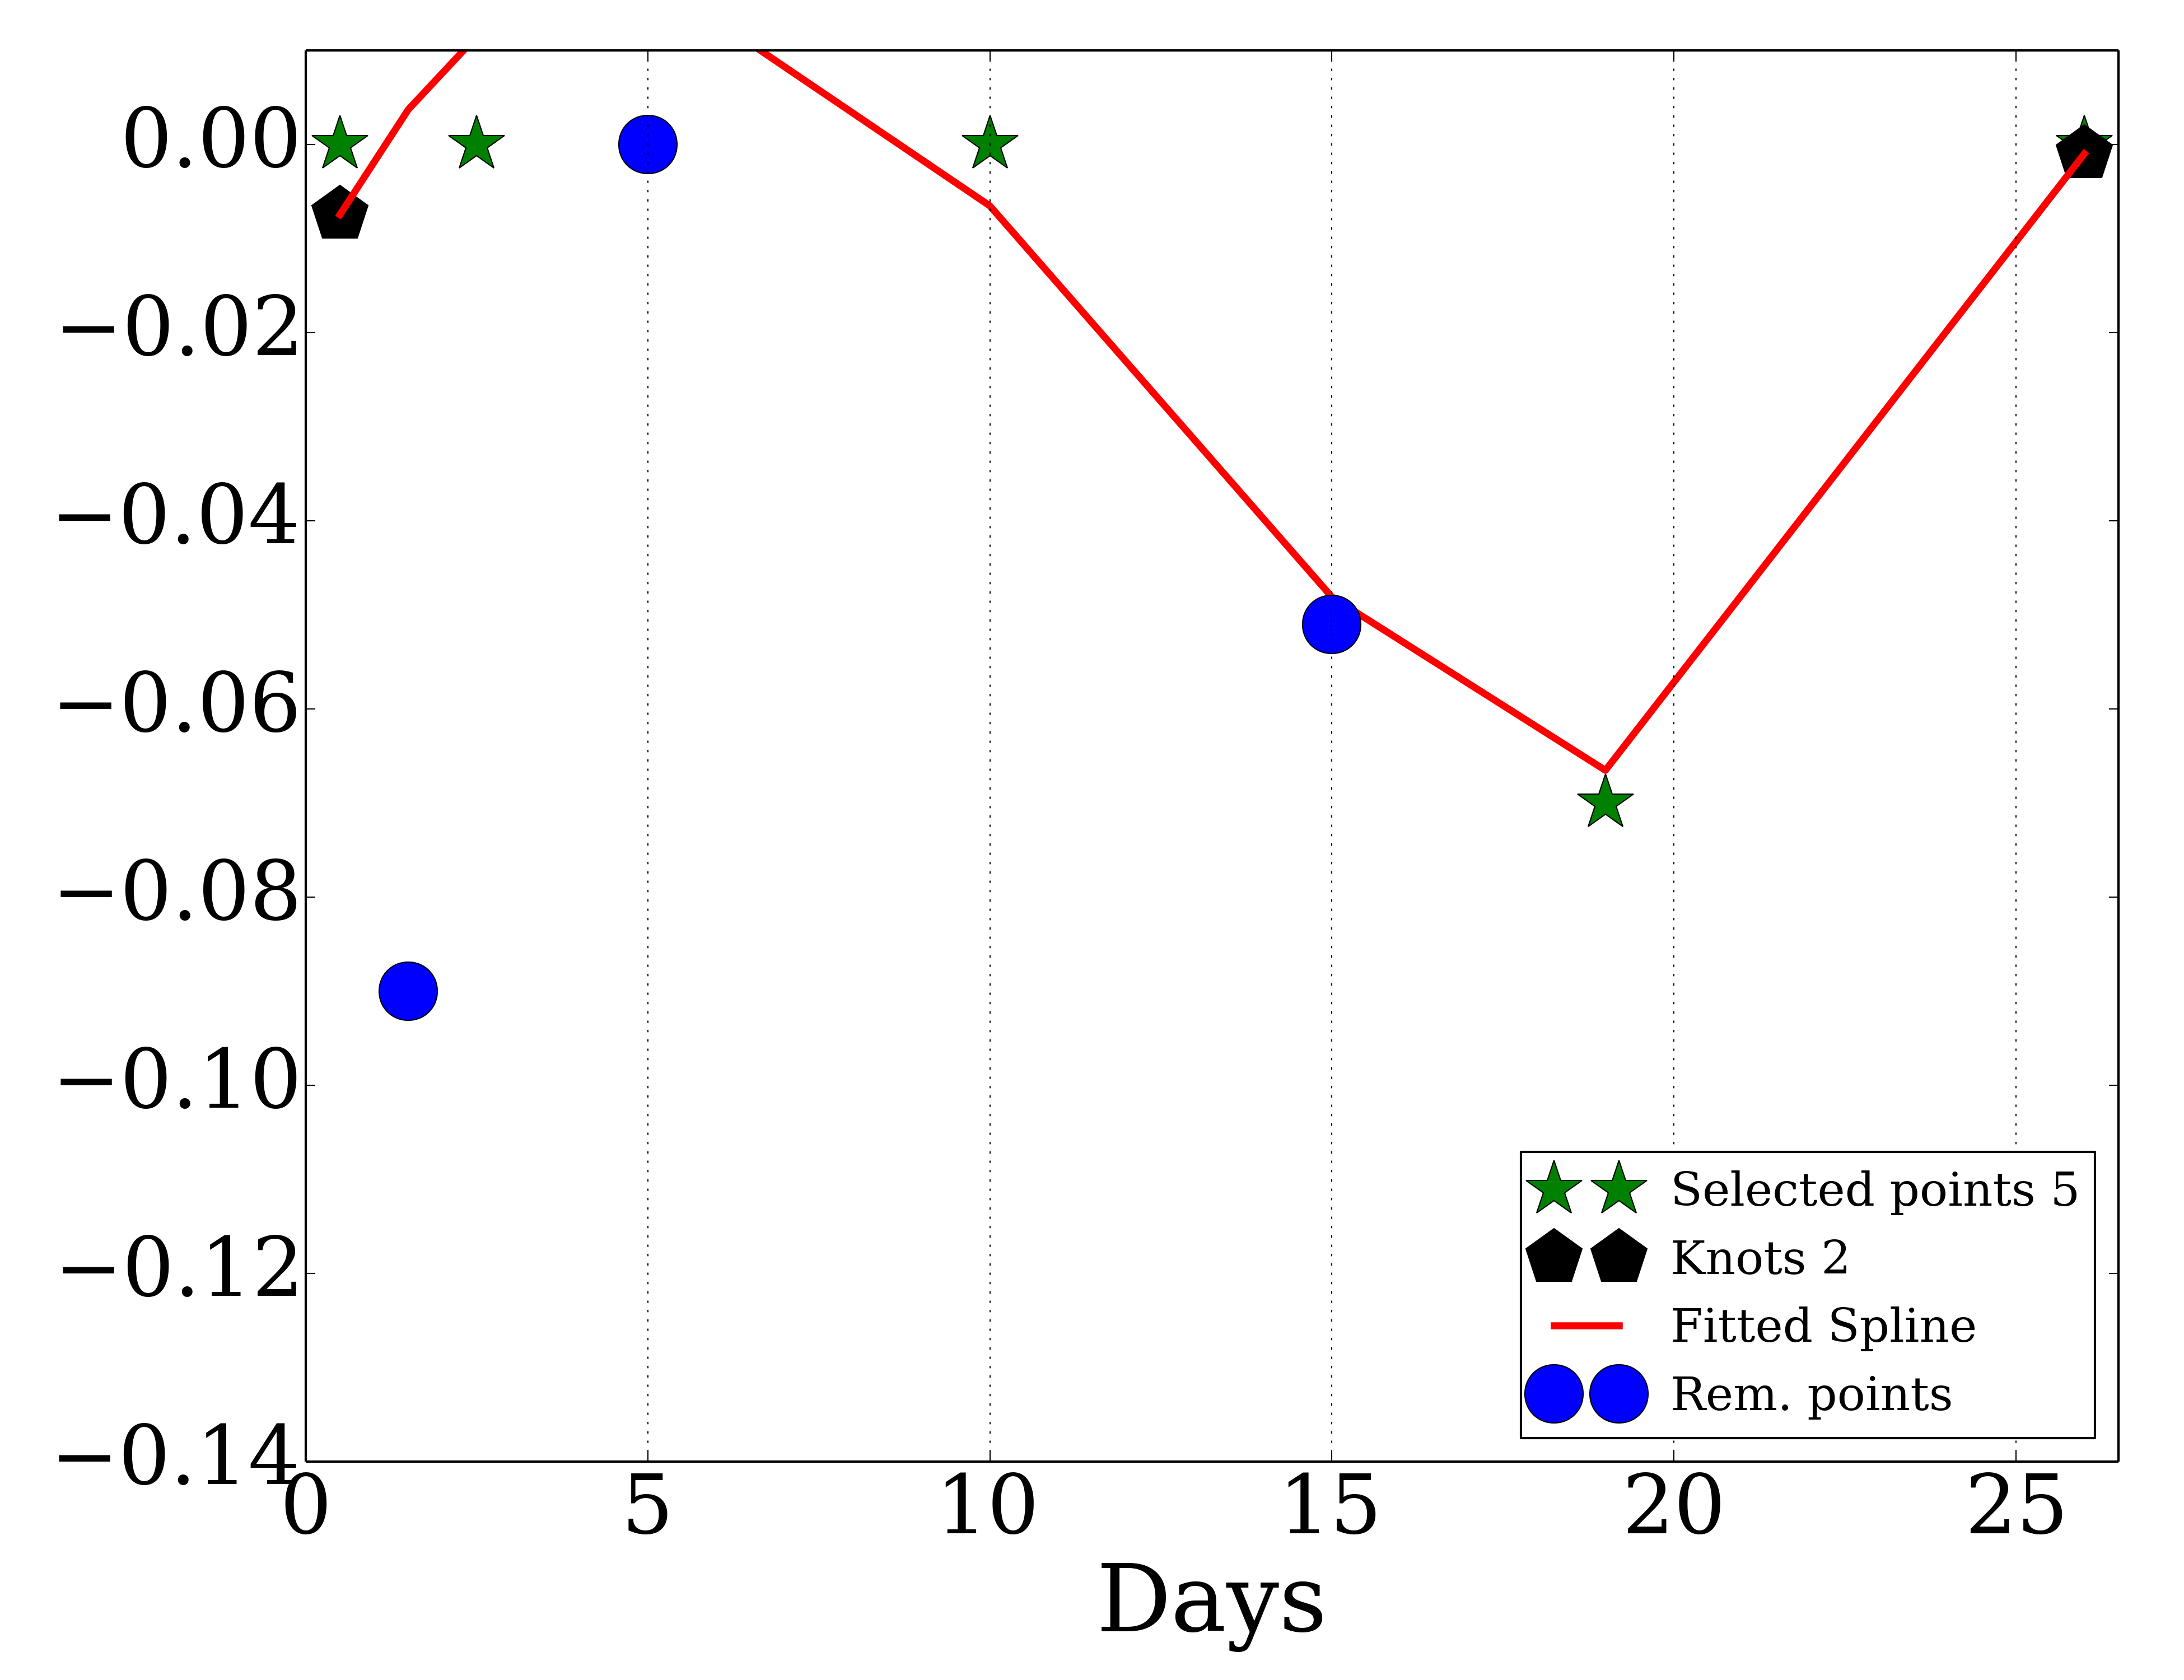 0.00
−0.02
−0.04
−0.06
−0.08
−0.10
−0.12
−0.14
0 5 10 15 20 25
Days
Selected points 5
Knots 2
Fitted Spline
Rem. points